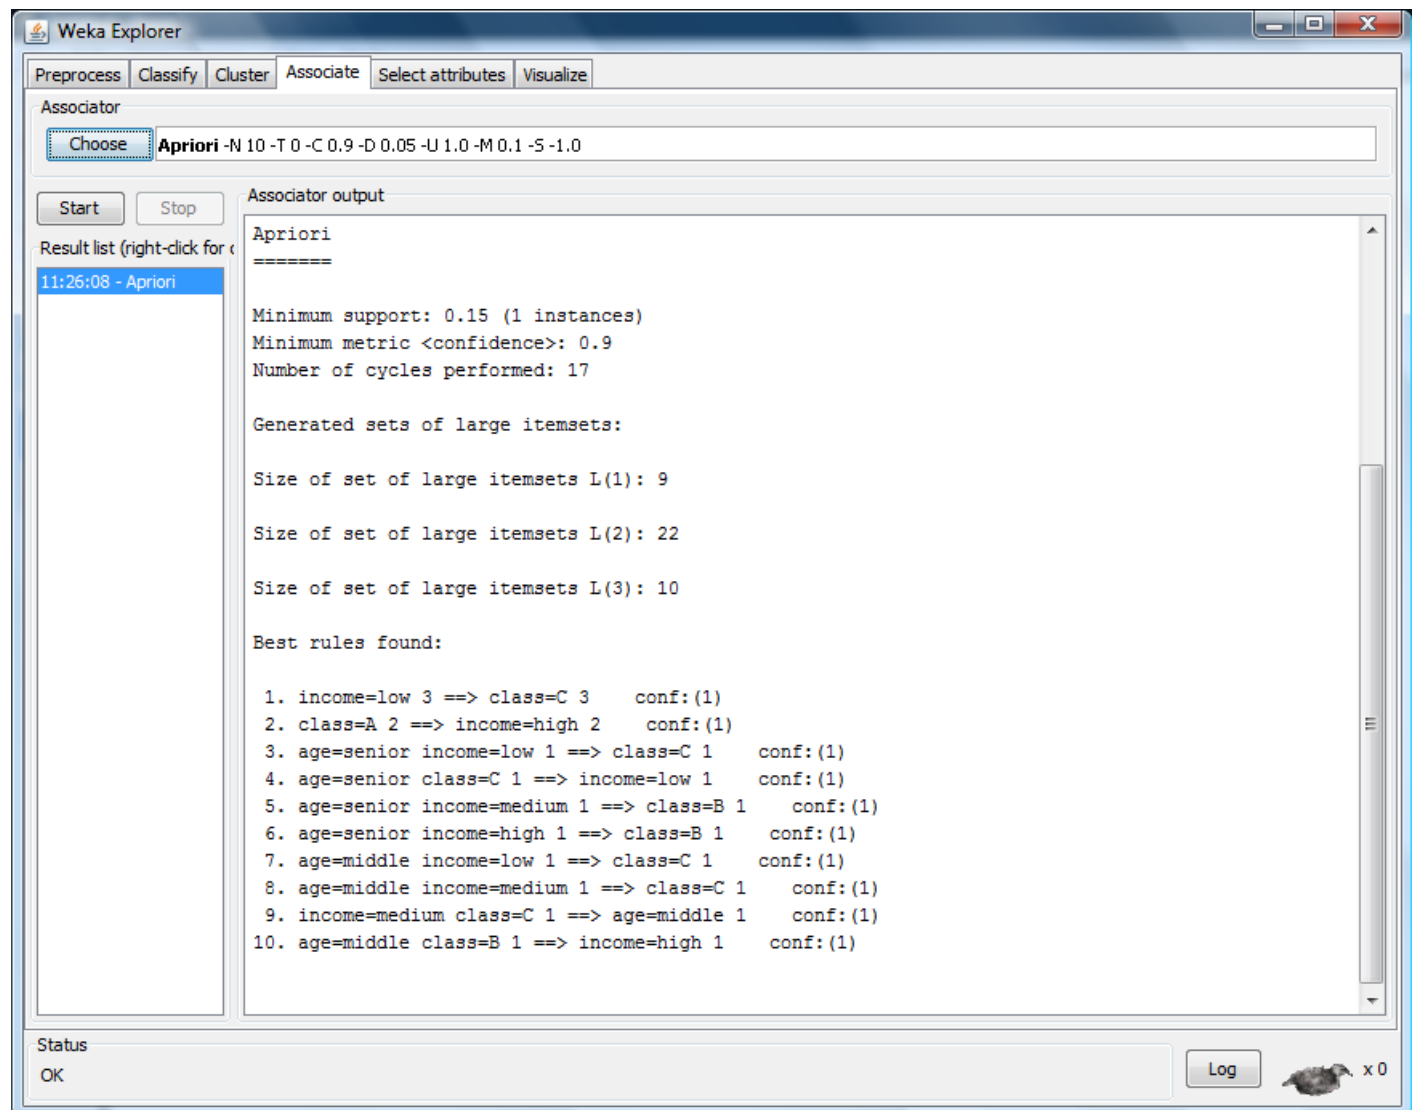 Weka Explorer
Preprocess Classify Cluster Associate Select attributes Visualize
Associator
Choose Apriori -N 10 -T 0 -C 0.9 -D 0.05 -U 1.0 -M 0.1 -S -1.0
Start Stop
Result list (right-click for
11:26:08 - Apriori
Associator output
Apriori
=======
Minimum support: 0.15 (1 instances)
Minimum metric <confidence>: 0.9
Number of cycles performed: 17
Generated sets of large itemsets:
Size of set of large itemsets L(1): 9
Size of set of large itemsets L(2): 22
Size of set of large itemsets L(3): 10
Best rules found:
1. income=low 3 ==> class=C 3 conf:(1)
2. class=A 2 ==> income=high 2 conf:(1)
3. age=senior income=low 1 ==> class=C 1 conf:(1)
4. age=senior class=C 1 ==> income=low 1 conf:(1)
5. age=senior income=medium 1 ==> class=B 1 conf:(1)
6. age=senior income=high 1 ==> class=B 1 conf:(1)
7. age=middle income=low 1 ==> class=C 1 conf:(1)
8. age=middle income=medium 1 ==> class=C 1 conf:(1)
9. income=medium class=C 1 ==> age=middle 1 conf:(1)
10. age=middle class=B 1 ==> income=high 1 conf:(1)
Status
OK
Log x 0